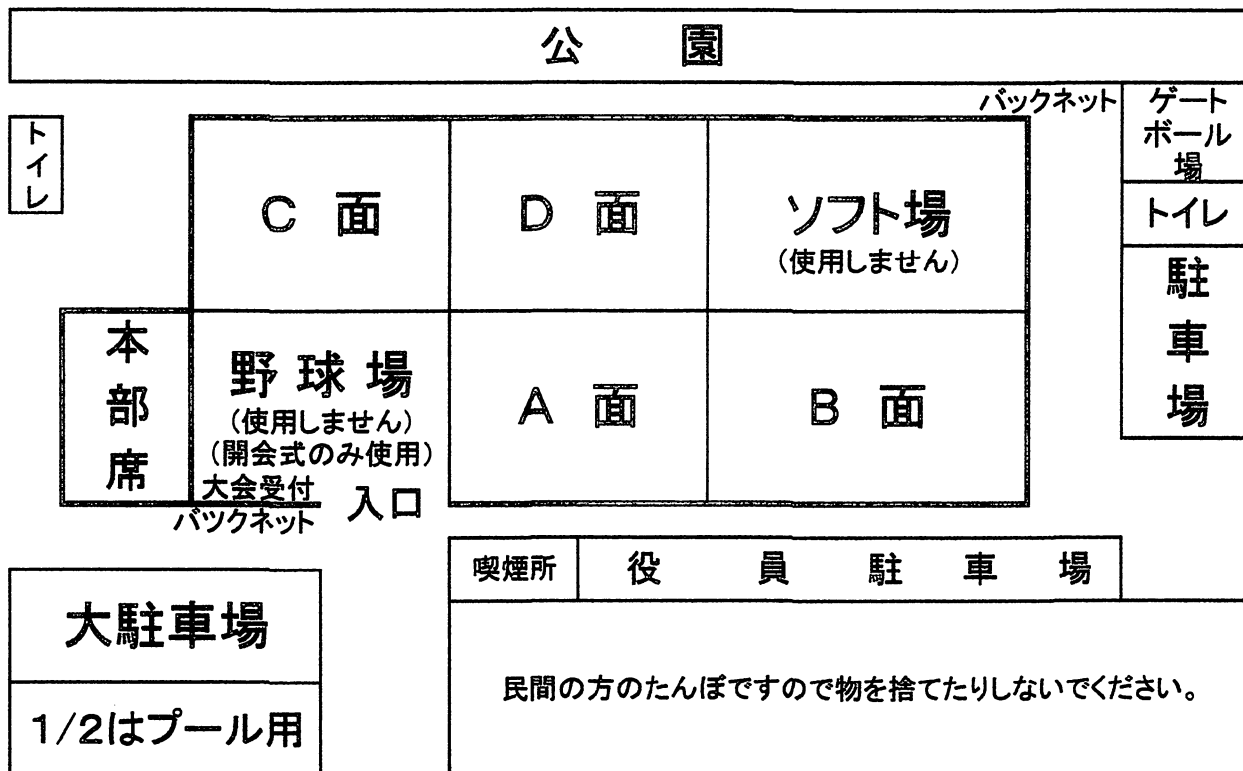 公園
バックネット
ゲート
ボール
場
トイレ
C 面
D 面
ソフト場
(使用しません)
トイレ
駐車場
本部席
野球場
(使用しません)
(開会式のみ使用)
大会受付
バツクネット
入口
A 面
B 面
喫煙所
役員駐車場
大駐車場
1/2はプール用
民間の方のたんぼですので物を捨てたりしないでください。